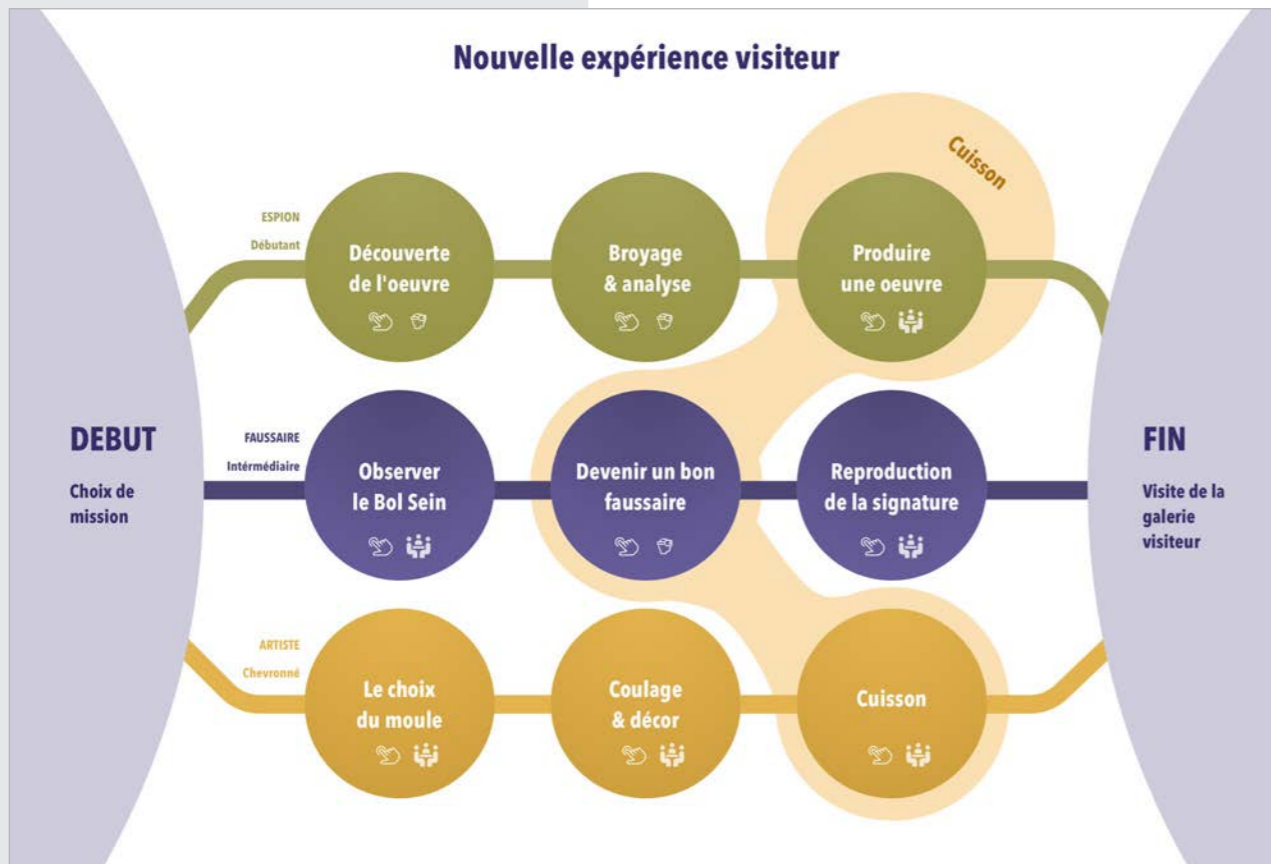 Nouvelle expérience visiteur
Cuisson
ESPION
Débutant
Découverte
de l'oeuvre
Broyage
& analyse
Produire
une oeuvre
DEBUT
Choix de
mission
FAUSSAIRE
Intérmédiaire
Observer
le Bol Sein
Devenir un bon
faussaire
Reproduction
de la signature
FIN
Visite de la
galerie
visiteur
ARTISTE
Chevronné
Le choix
du moule
Coulage
& décor
Cuisson